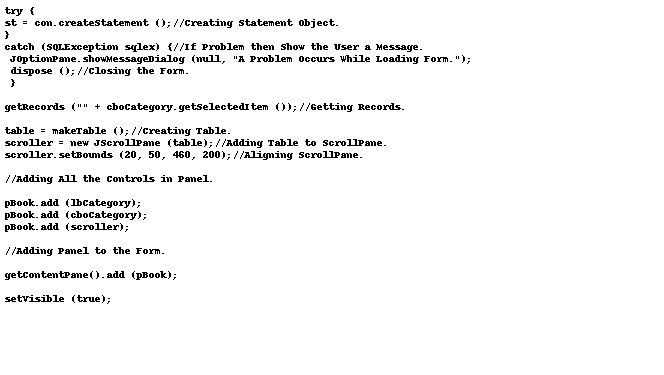 try {
st = con.createStatement ();//Creating Statement Object.
}
catch (SQLException sqlex) {//If Problem then Show the User a Message.
JOptionPane.showMessageDialog (null, "A Problem Occurs While Loading Form.");
dispose ();//Closing the Form.
}
getRecords ("" + cboCategory.getSelectedItem ());//Getting Records.
table = makeTable ();//Creating Table.
scroller = new JScrollPane (table);//Adding Table to ScrollPane.
scroller.setBounds (20, 50, 460, 200);//Aligning ScrollPane.
//Adding All the Controls in Panel.
pBook.add (lbCategory);
pBook.add (cboCategory);
pBook.add (scroller);
//Adding Panel to the Form.
getContentPane().add (pBook);
setVisible (true);